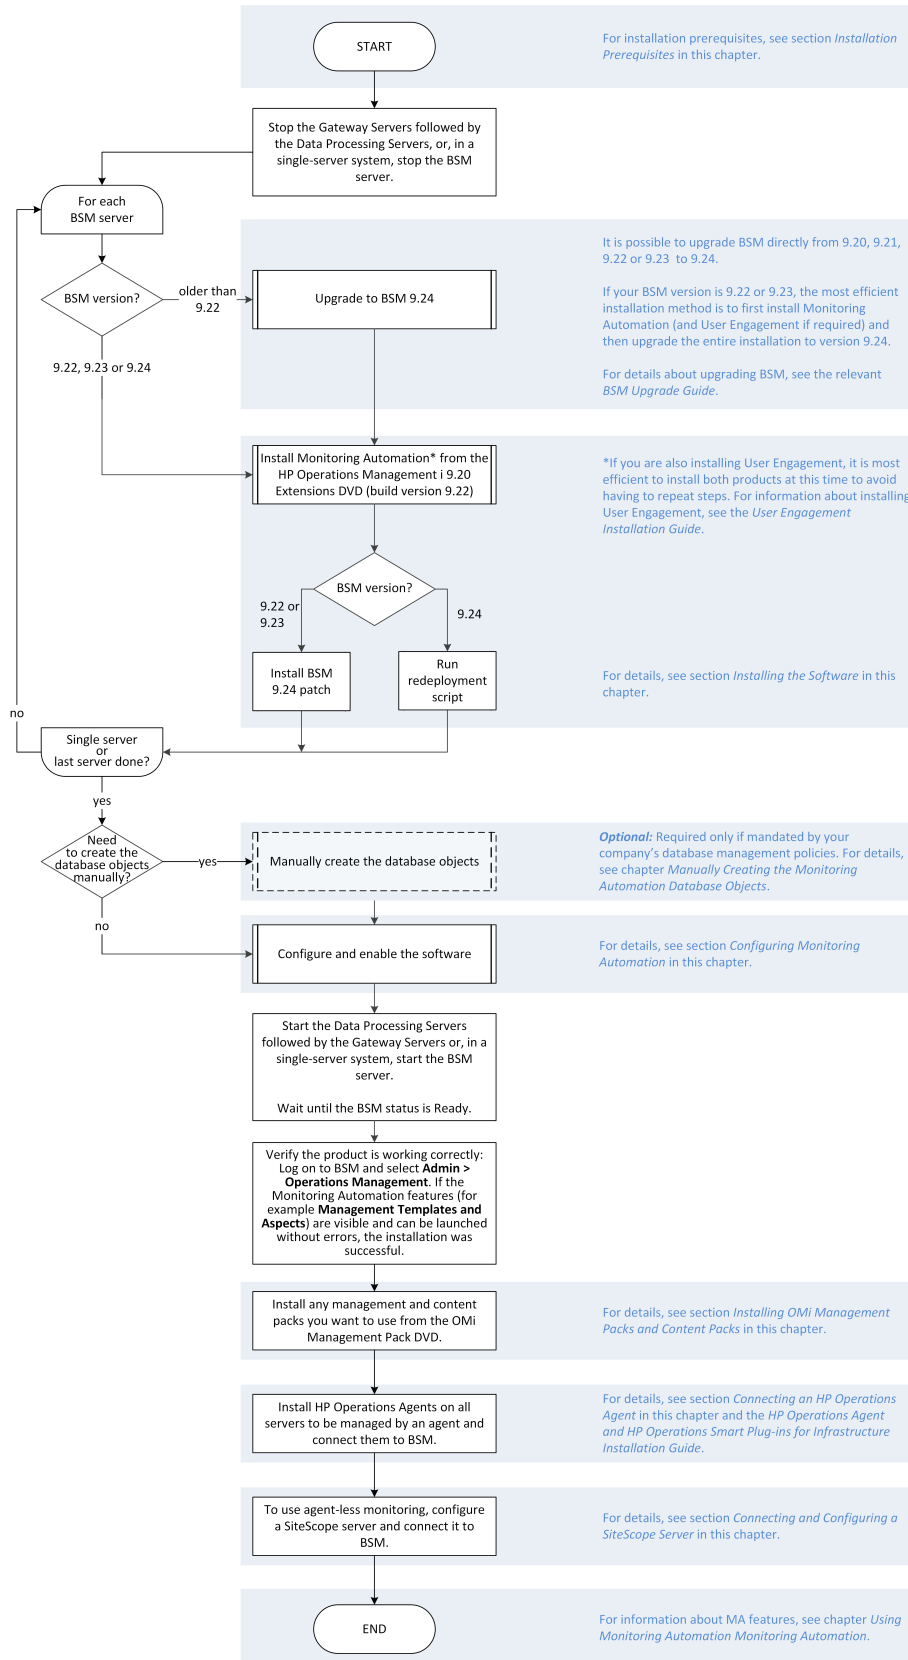 START
For installation prerequisites, see section Installation
Prerequisites in this chapter.
Stop the Gateway Servers followed by
the Data Processing Servers, or, in a
single-server system, stop the BSM
server.
For each
BSM server
BSM version?
older than
9.22
Upgrade to BSM 9.24
It is possible to upgrade BSM directly from 9.20, 9.21,
9.22 or 9.23 to 9.24.
If your BSM version is 9.22 or 9.23, the most efficient
installation method is to first install Monitoring
Automation (and User Engagement if required) and
then upgrade the entire installation to version 9.24.
For details about upgrading BSM, see the relevant
BSM Upgrade Guide.
9.22, 9.23 or 9.24
Install Monitoring Automation* from the
HP Operations Management i 9.20
Extensions DVD (build version 9.22)
*If you are also installing User Engagement, it is most
efficient to install both products at this time to avoid
having to repeat steps. For information about installing
User Engagement, see the User Engagement
Installation Guide.
BSM version?
9.22 or
9.23
9.24
Install BSM
9.24 patch
Run
redeployment
script
For details, see section Installing the Software in this
chapter.
no
Single server
or
last server done?
yes
Need
to create the
database objects
manually?
yes
Manually create the database objects
Optional: Required only if mandated by your
company's database management policies. For details,
see chapter Manually Creating the Monitoring
Automation Database Objects.
no
Configure and enable the software
For details, see section Configuring Monitoring
Automation in this chapter.
Start the Data Processing Servers
followed by the Gateway Servers or, in a
single-server system, start the BSM
server.
Wait until the BSM status is Ready.
Verify the product is working correctly:
Log on to BSM and select Admin >
Operations Management. If the
Monitoring Automation features (for
example Management Templates and
Aspects) are visible and can be launched
without errors, the installation was
successful.
Install any management and content
packs you want to use from the OMi
Management Pack DVD.
For details, see section Installing OMi Management
Packs and Content Packs in this chapter.
Install HP Operations Agents on all
servers to be managed by an agent and
connect them to BSM.
For details, see section Connecting an HP Operations
Agent in this chapter and the HP Operations Agent
and HP Operations Smart Plug-ins for Infrastructure
Installation Guide.
To use agent-less monitoring, configure
a SiteScope server and connect it to
BSM.
For details, see section Connecting and Configuring a
SiteScope Server in this chapter.
END
For information about MA features, see chapter Using
Monitoring Automation Monitoring Automation.